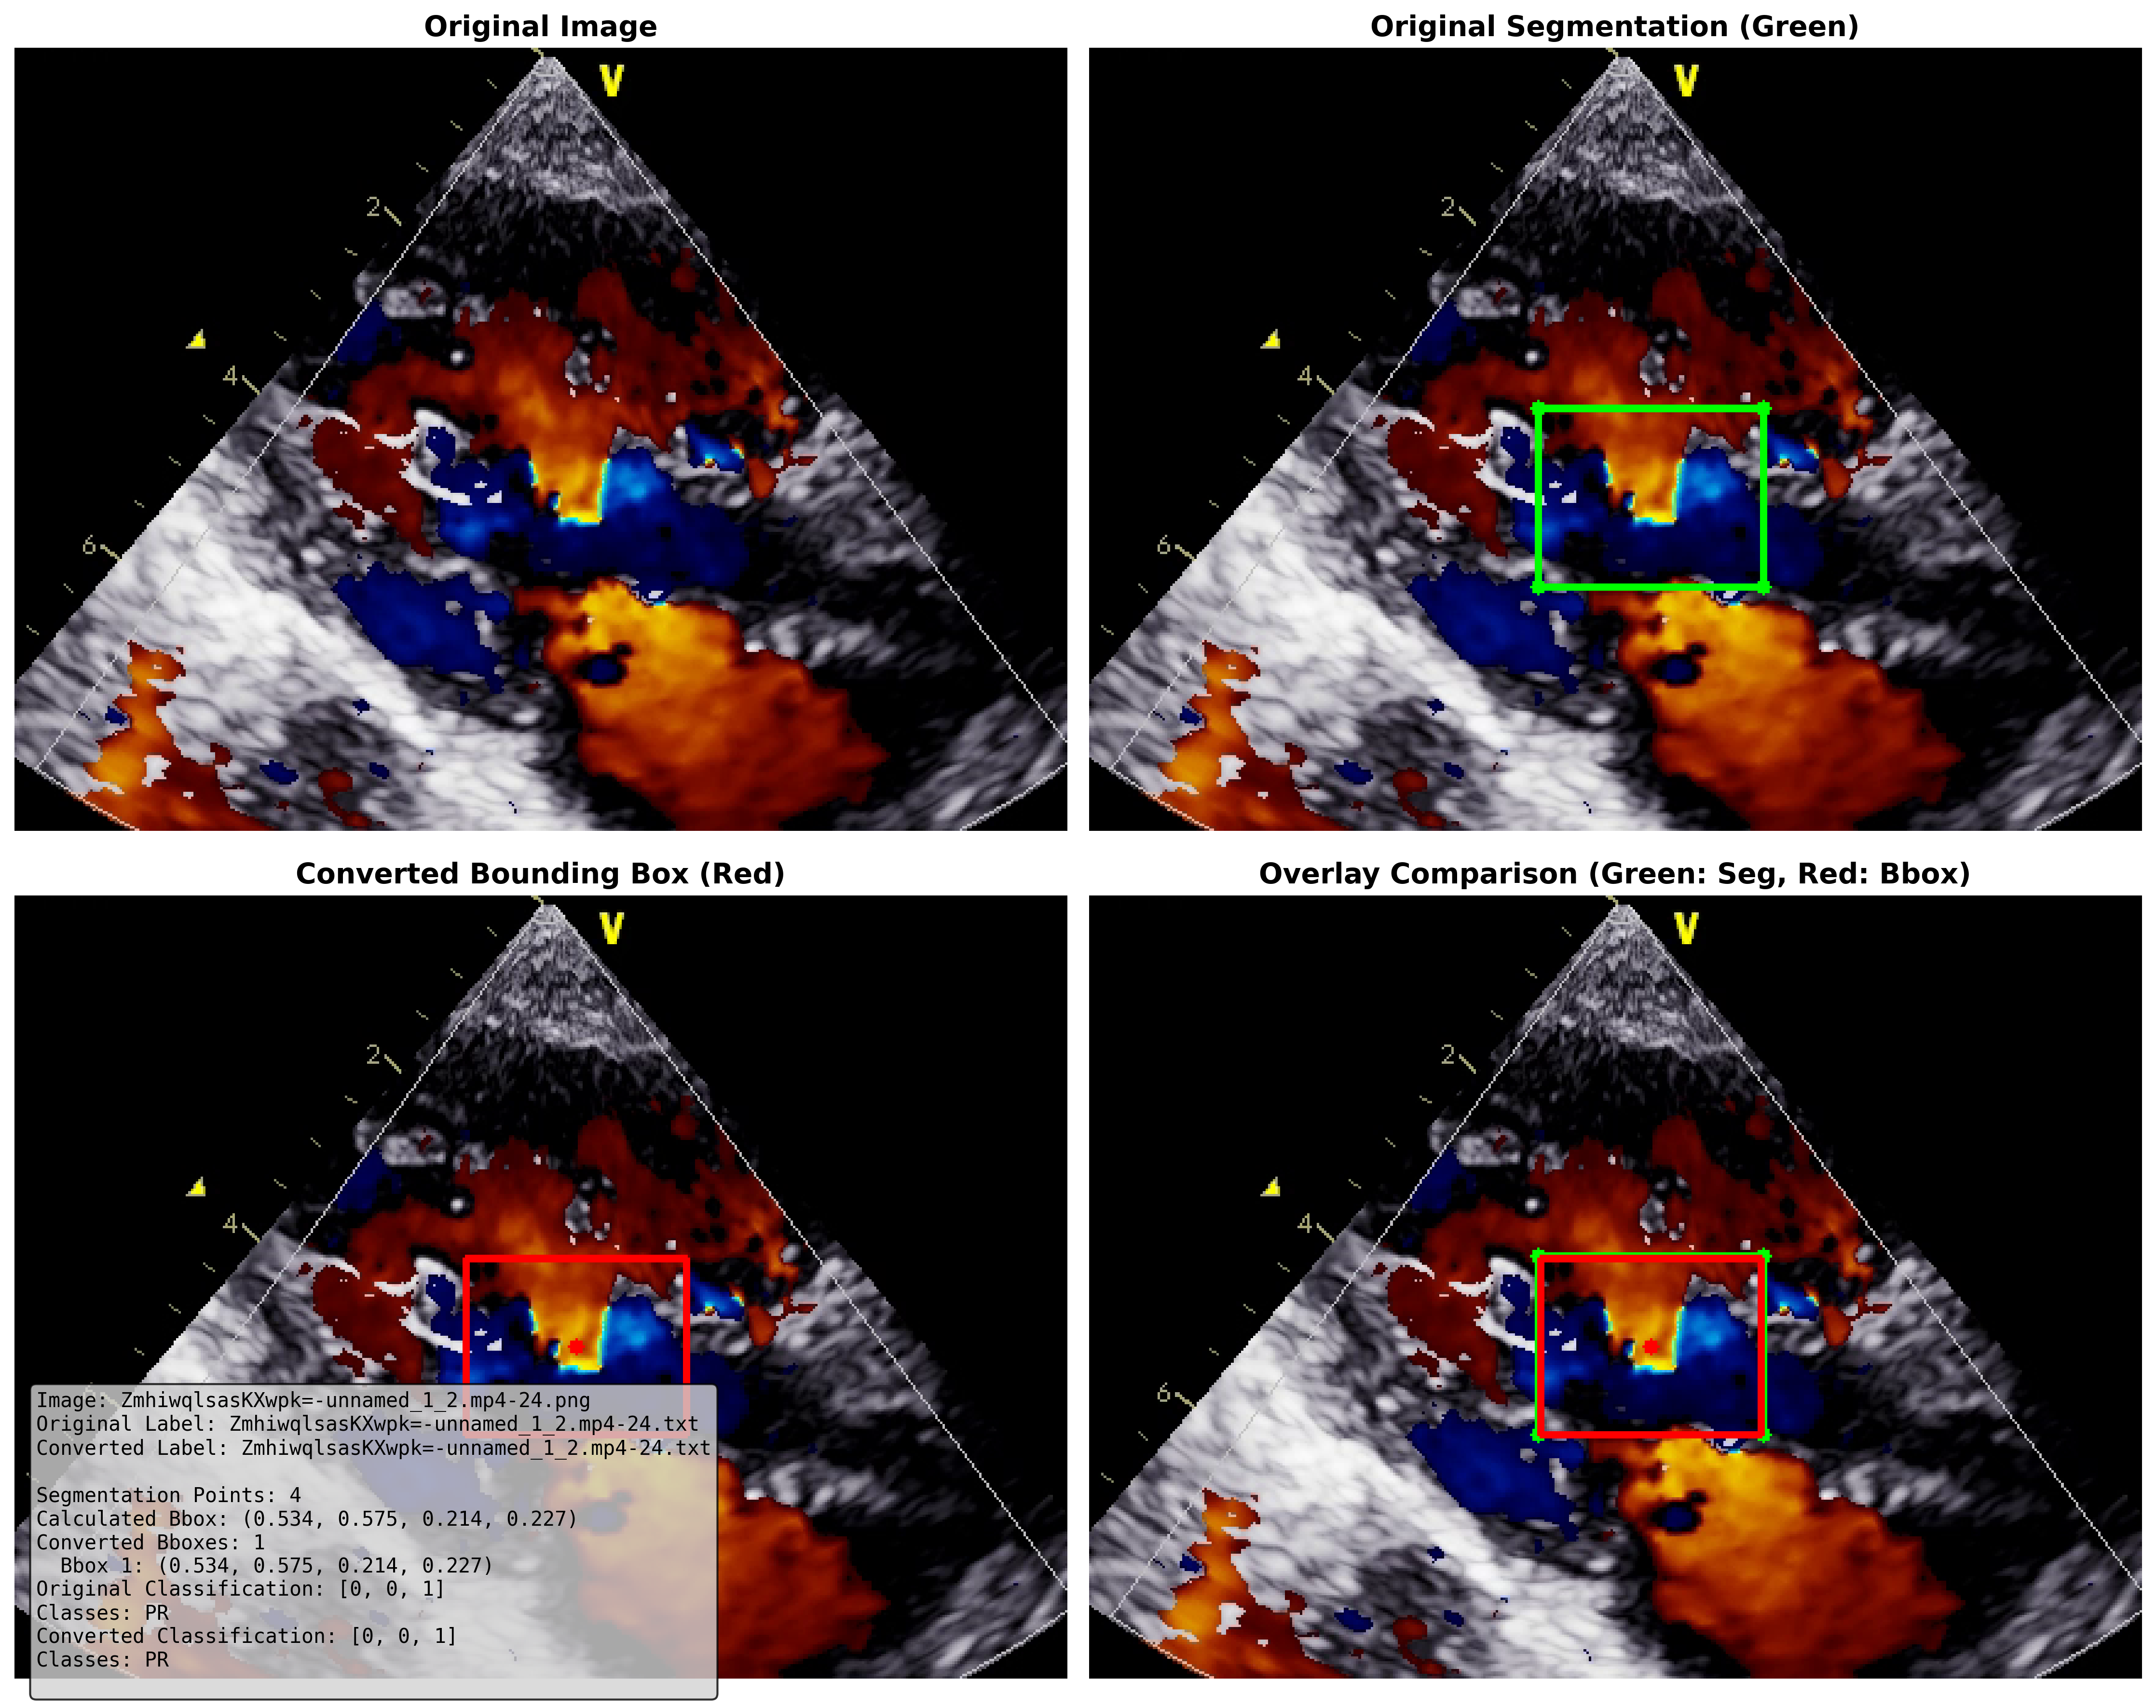 Original Image
Original Segmentation (Green)
V
2
4
6
V
2
4
6
Converted Bounding Box (Red)
Overlay Comparison (Green: Seg, Red: Bbox)
V
2
4
V
2
4
6
Image: ZmhiwqlsasKXwpk=-unnamed_1_2.mp4-24.png
Original Label: ZmhiwqlsasKXwpk=-unnamed_1_2.mp4-24.txt
Converted Label: ZmhiwqlsasKXwpk=-unnamed_1_2.mp4-24.txt
Segmentation Points: 4
Calculated Bbox: (0.534, 0.575, 0.214, 0.227)
Converted Bboxes: 1
Bbox 1: (0.534, 0.575, 0.214, 0.227)
Original Classification: [0, 0, 1]
Classes: PR
Converted Classification: [0, 0, 1]
Classes: PR